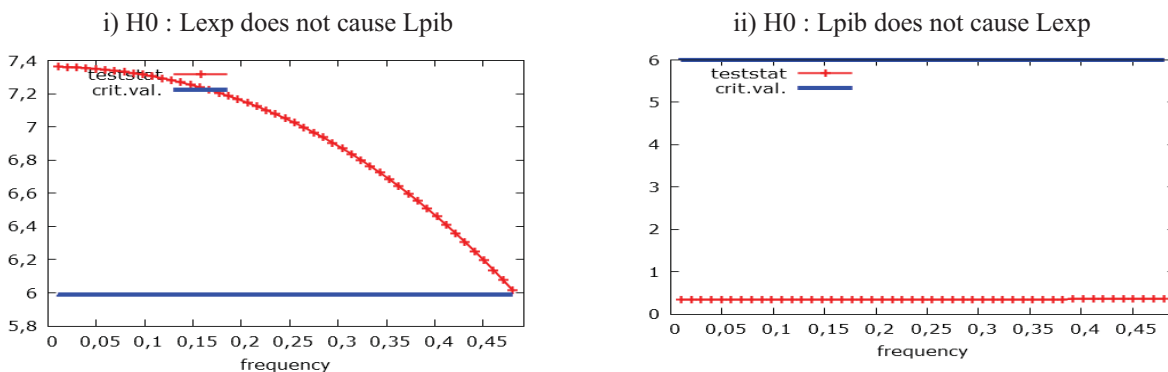 i) H0 : Lexp does not cause Lpib
7,4
7,2
7
6,8
6,6
6,4
6,2
6
5,8
teststat
crit.val.
0 0,05 0,1 0,15 0,2 0,25 0,3 0,35 0,4 0,45
frequency
ii) H0 : Lpib does not cause Lexp
6
5
4
3
2
1
0
teststat
crit.val.
0 0,05 0,1 0,15 0,2 0,25 0,3 0,35 0,4 0,45
frequency